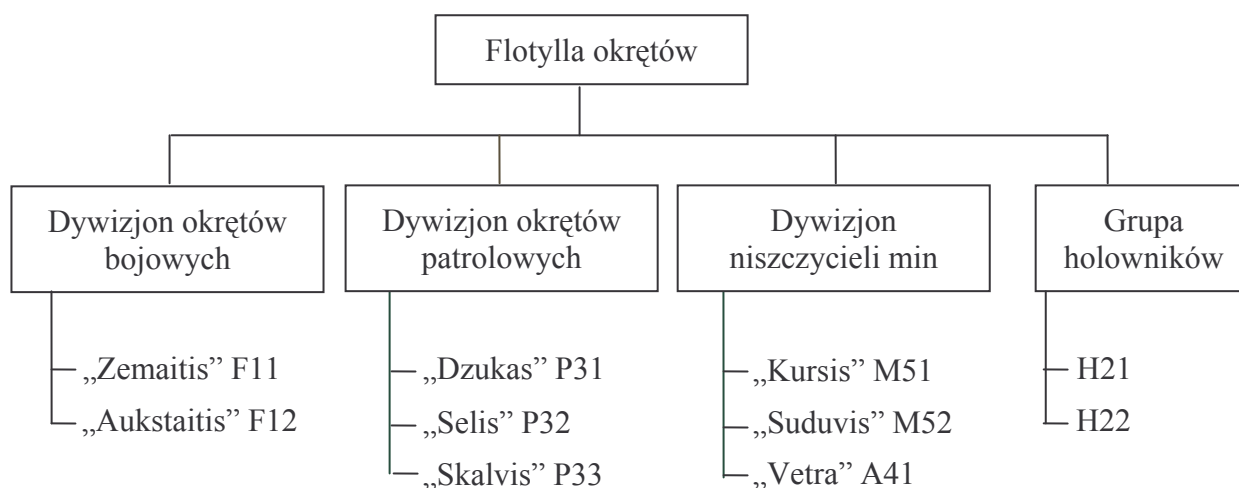 Flotylla okrętów
Dywizjon okrętów
bojowych
„Zemaitis” F11
„Aukstaitis” F12
Dywizjon okrętów
patrolowych
„Dzukas” P31
„Selis” P32
„Skalvis” P33
Dywizjon
niszczycieli min
„Kursis” M51
„Suduvis” M52
„Vetra” A41
Grupa
holowników
H21
H22